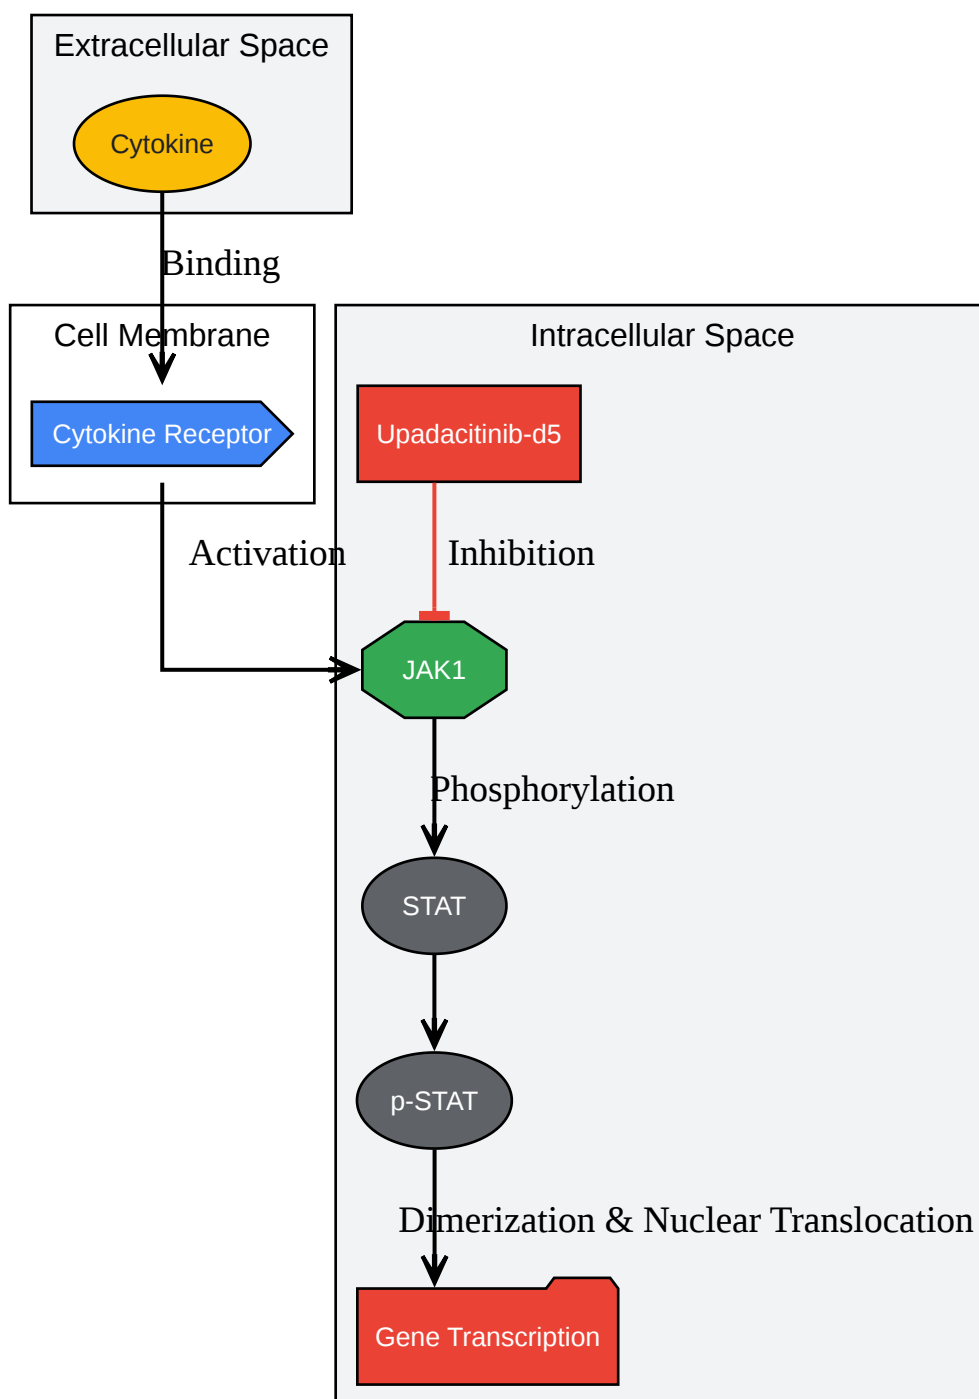 Extracellular Space
Cytokine
Binding
Cell Membrane
Cytokine Receptor
Activation
Intracellular Space
Upadacitinib-d5
Inhibition
JAK1
Phosphorylation
STAT
p-STAT
Dimerization & Nuclear Translocation
Gene Transcription